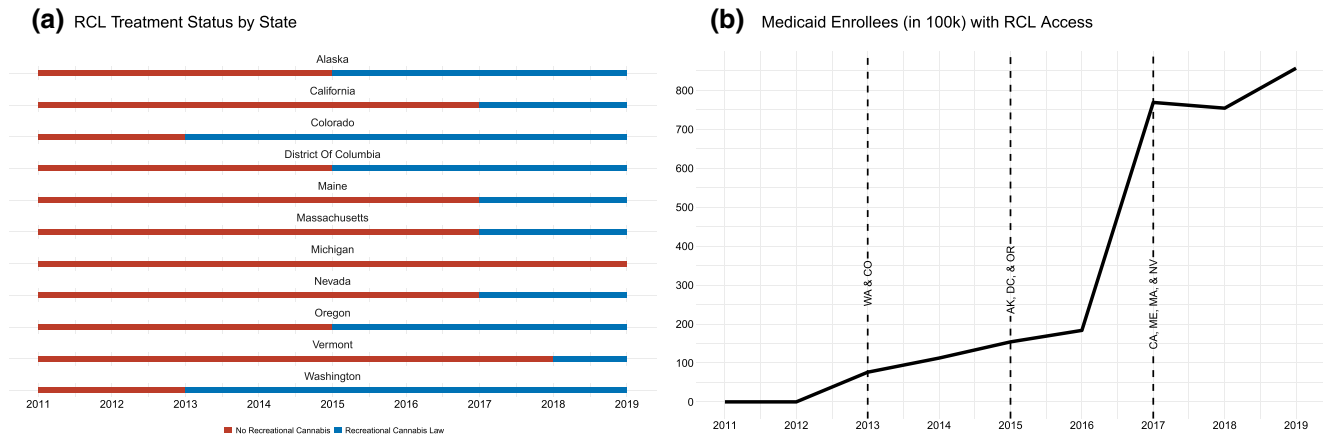 (a) RCL Treatment Status by State
Alaska
California
Colorado
District Of Columbia
Maine
Massachusetts
Michigan
Nevada
Oregon
Vermont
Washington
2011 2012 2013 2014 2015 2016 2017 2018 2019
No Recreational Cannabis Recreational Cannabis Law
(b) Medicaid Enrollees (in 100k) with RCL Access
800
700
600
500
400
300
200
100
0
WA & CO
AK, DC, & OR
CA, ME, MA, & NV
2011 2012 2013 2014 2015 2016 2017 2018 2019